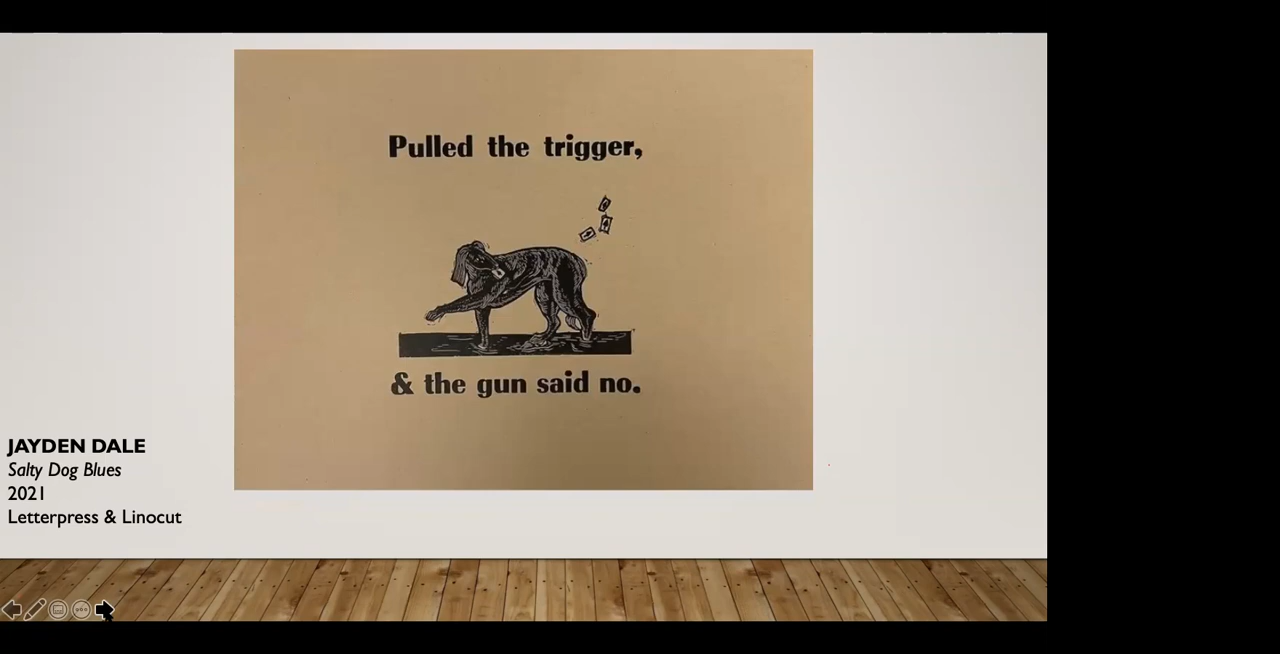 Pulled the trigger,
& the gun said no.
JAYDEN DALE
Salty Dog Blues
2021
Letterpress & Linocut